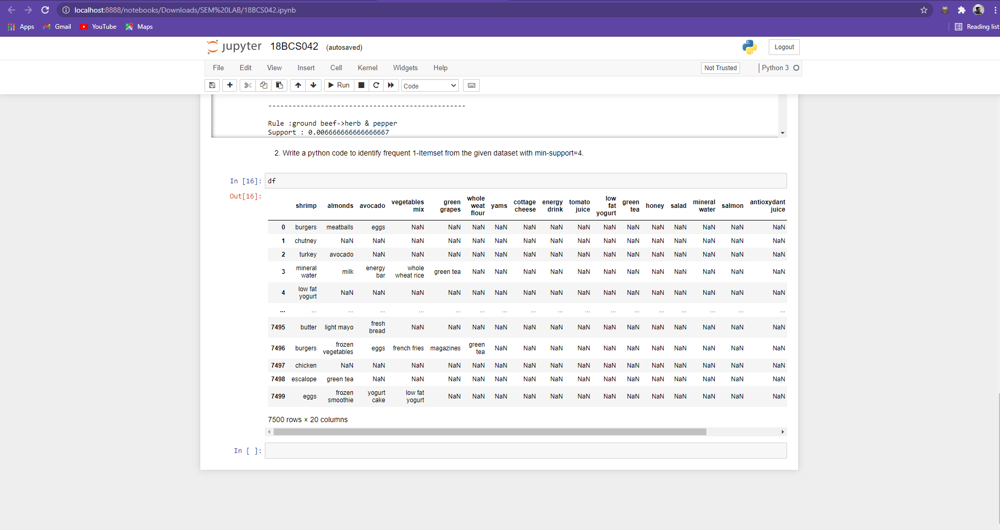 localhost:8888/notebooks/Downloads/SEM%20LAB/18BCS042.ipynb
Apps Gmail YouTube Maps Reading list
jupyter 18BCS042 (autosaved) Logout
File Edit View Insert Cell Kernel Widgets Help Not Trusted Python 3
Run Code
-------------------------------------------------
Rule :ground beef->herb & pepper
Support : 0.006666666666666667
2. Write a python code to identify frequent 1-Itemset from the given dataset with min-support=4.
In [16]: df
Out[16]:
shrimp almonds avocado vegetables mix green grapes whole weat flour yams cottage cheese energy drink tomato juice low fat yogurt green tea honey salad mineral water salmon antioxydant juice
0 burgers meatballs eggs NaN NaN NaN NaN NaN NaN NaN NaN NaN NaN NaN NaN NaN NaN
1 chutney NaN NaN NaN NaN NaN NaN NaN NaN NaN NaN NaN NaN NaN NaN NaN NaN
2 turkey avocado NaN NaN NaN NaN NaN NaN NaN NaN NaN NaN NaN NaN NaN NaN NaN
3 mineral water milk energy bar whole wheat rice green tea NaN NaN NaN NaN NaN NaN NaN NaN NaN NaN NaN NaN
4 low fat yogurt NaN NaN NaN NaN NaN NaN NaN NaN NaN NaN NaN NaN NaN NaN NaN NaN
... ... ... ... ... ... ... ... ... ... ... ... ... ... ... ... ... ...
7495 butter light mayo fresh bread NaN NaN NaN NaN NaN NaN NaN NaN NaN NaN NaN NaN NaN NaN
7496 burgers frozen vegetables eggs french fries magazines green tea NaN NaN NaN NaN NaN NaN NaN NaN NaN NaN NaN
7497 chicken NaN NaN NaN NaN NaN NaN NaN NaN NaN NaN NaN NaN NaN NaN NaN NaN
7498 escalope green tea NaN NaN NaN NaN NaN NaN NaN NaN NaN NaN NaN NaN NaN NaN NaN
7499 eggs frozen smoothie yogurt cake low fat yogurt NaN NaN NaN NaN NaN NaN NaN NaN NaN NaN NaN NaN NaN
7500 rows × 20 columns
In [ ]: